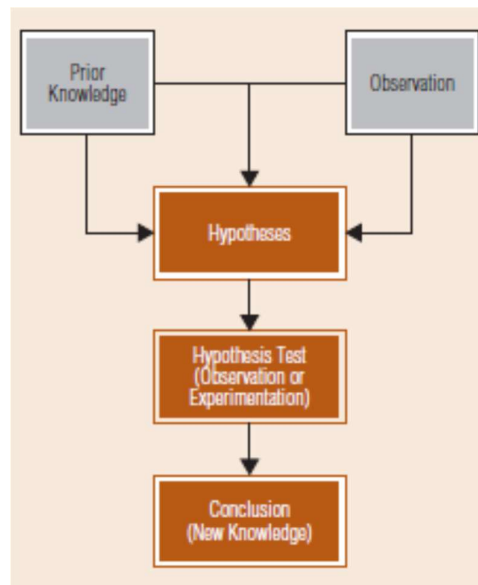 Prior
Knowledge
Observation
Hypotheses
Hypothesis Test
(Observation or
Experimentation)
Conclusion
(New Knowledge)